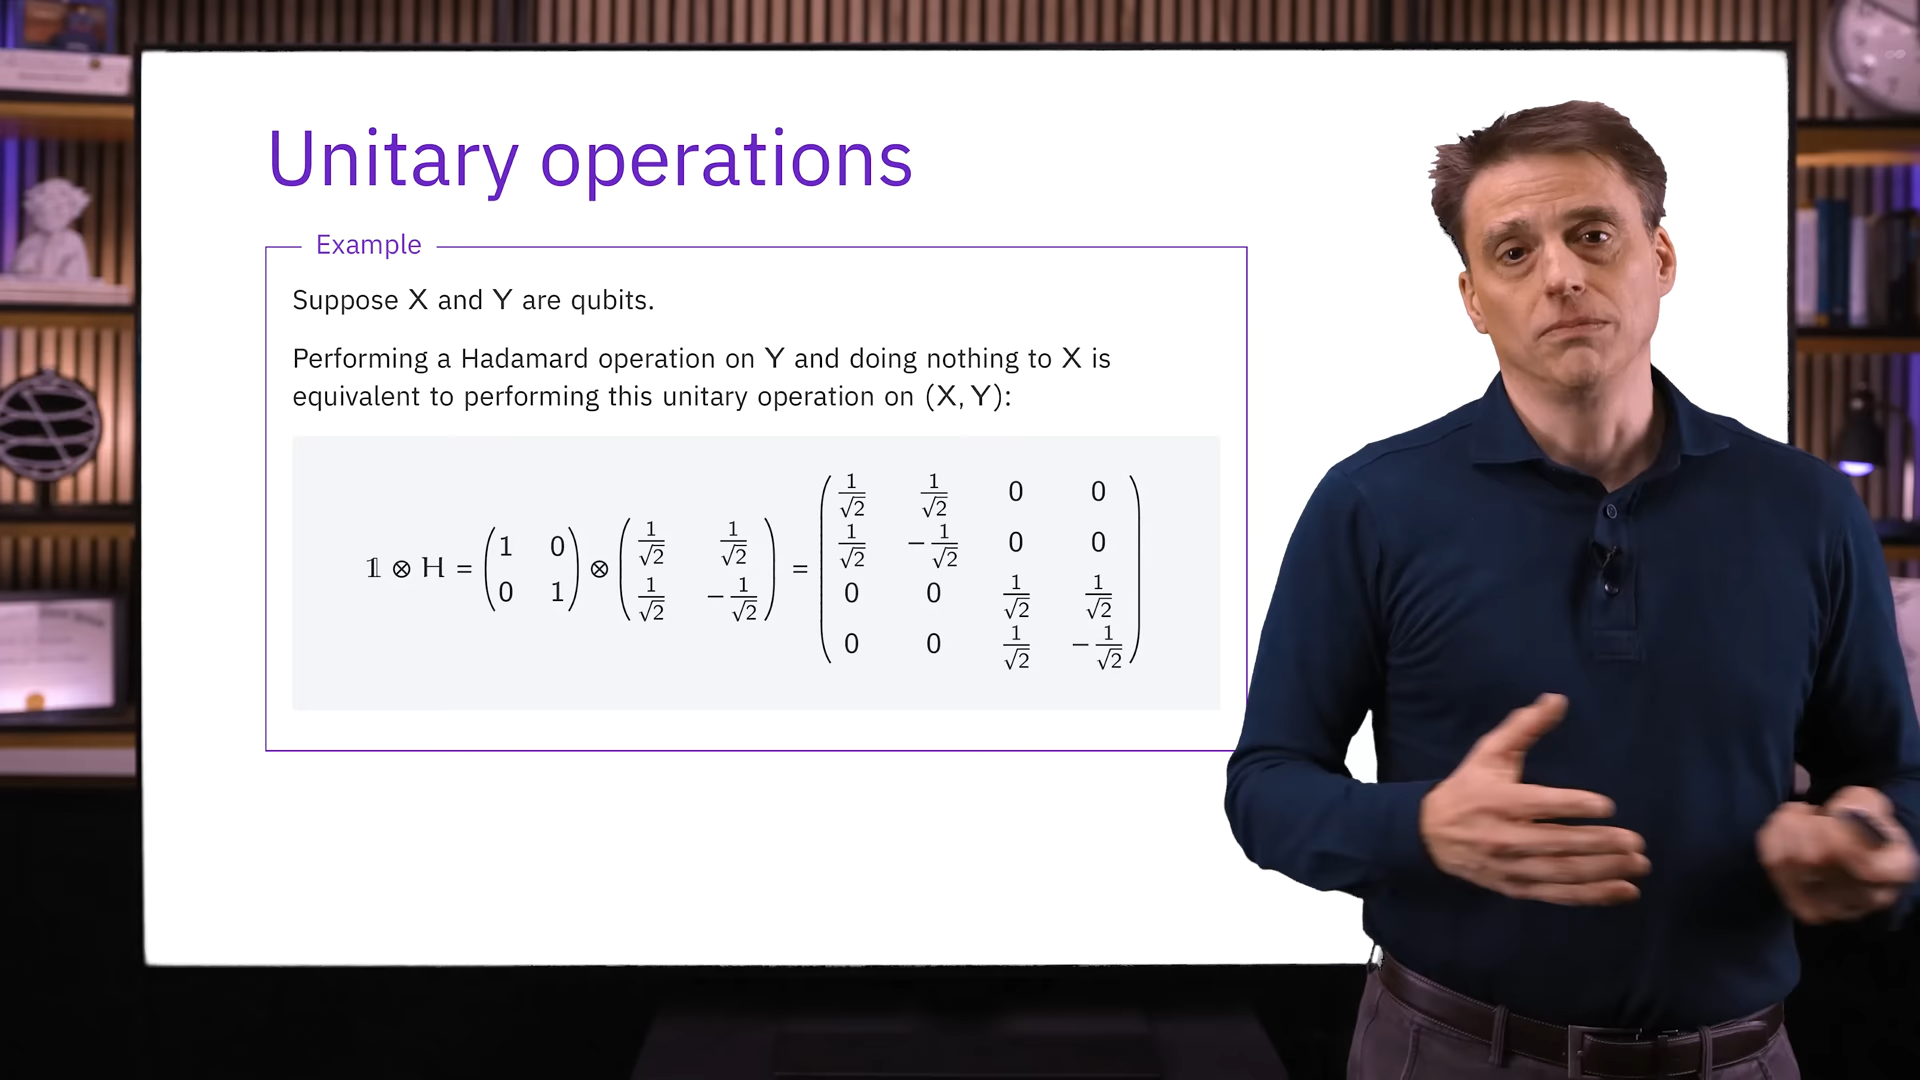 Unitary operations
Example
Suppose X and Y are qubits.
Performing a Hadamard operation on Y and doing nothing to X is
equivalent to performing this unitary operation on (X, Y):
𝟙 ⊗ H = (1 0; 0 1) ⊗ (1/√2 1/√2; 1/√2 −1/√2) = (1/√2 1/√2 0 0; 1/√2 −1/√2 0 0; 0 0 1/√2 1/√2; 0 0 1/√2 −1/√2)